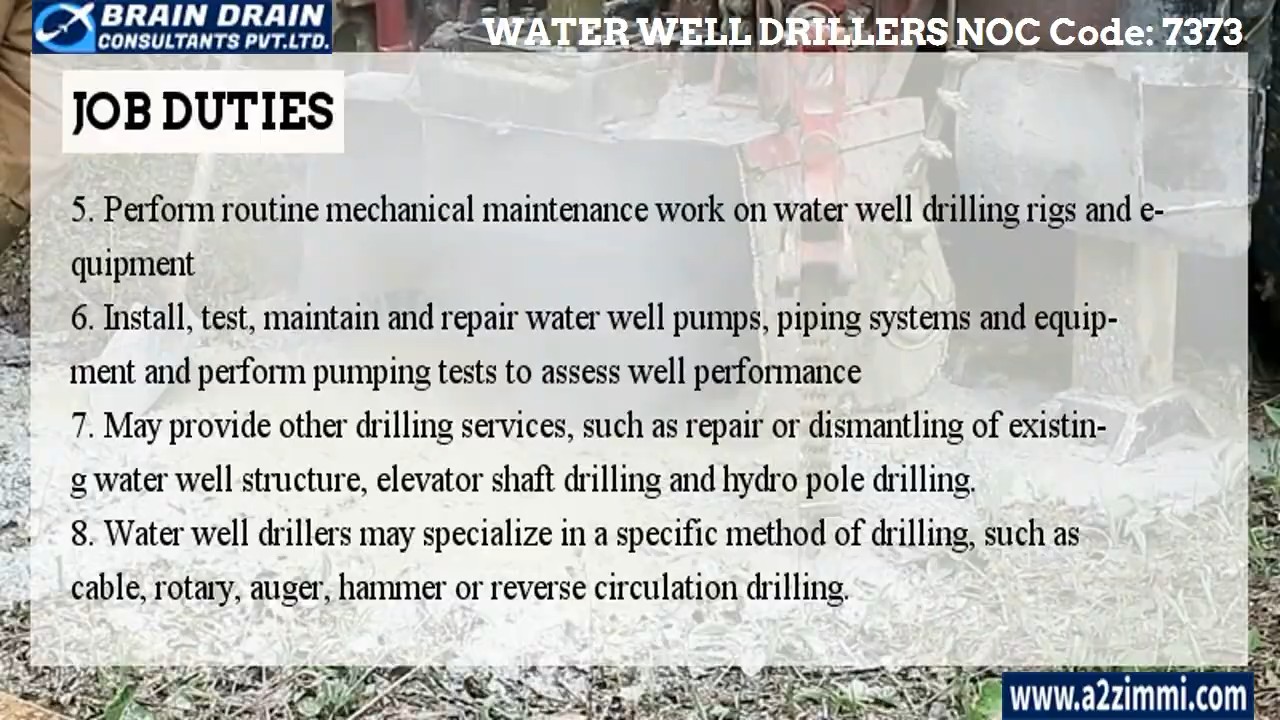 BRAIN DRAIN
CONSULTANTS PVT.LTD.
WATER WELL DRILLERS NOC Code: 7373
JOB DUTIES
5. Perform routine mechanical maintenance work on water well drilling rigs and e-
quipment
6. Install, test, maintain and repair water well pumps, piping systems and equip-
ment and perform pumping tests to assess well performance
7. May provide other drilling services, such as repair or dismantling of existin-
g water well structure, elevator shaft drilling and hydro pole drilling.
8. Water well drillers may specialize in a specific method of drilling, such as
cable, rotary, auger, hammer or reverse circulation drilling.
www.a2zimmi.com